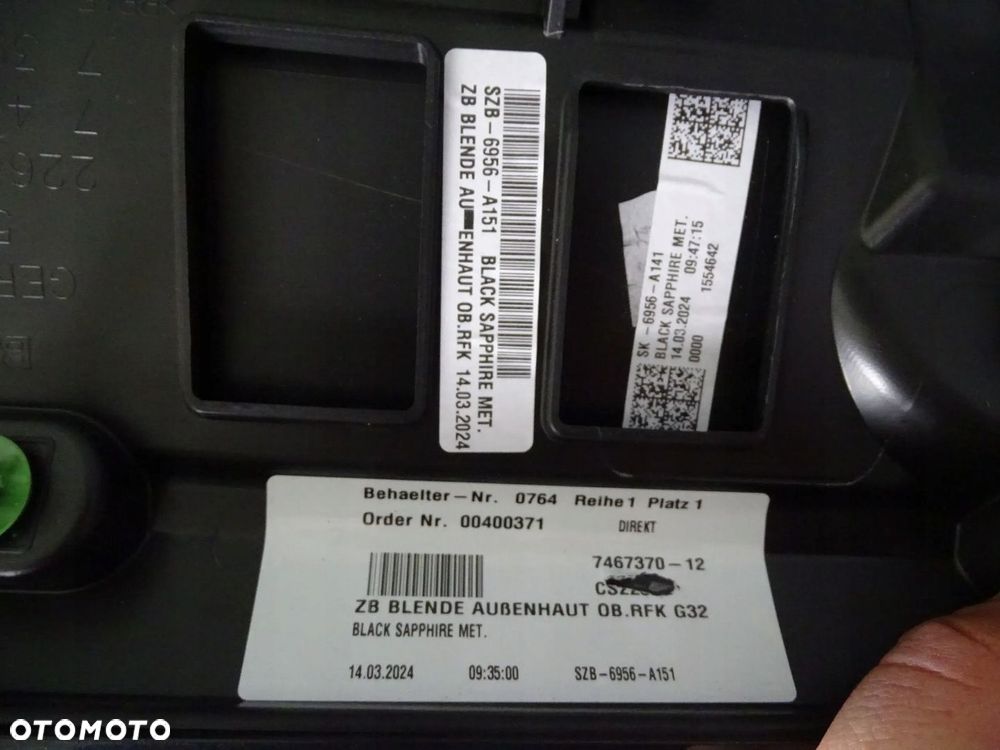 SZB-6956-A151 BLACK SAPPHIRE MET.
ZB BLENDE AU ENHAUT OB.RFK 14.03.2024
SK -6956-A141
BLACK SAPPHIRE MET.
14.03.2024 09:47:15
0000 1554642
Behaelter-Nr. 0764 Reihe1 Platz 1
Order Nr. 00400371 DIREKT
7467370-12
ZB BLENDE AUßENHAUT OB.RFK G32
BLACK SAPPHIRE MET.
14.03.2024 09:35:00 SZB-6956-A151
OTOMOTO